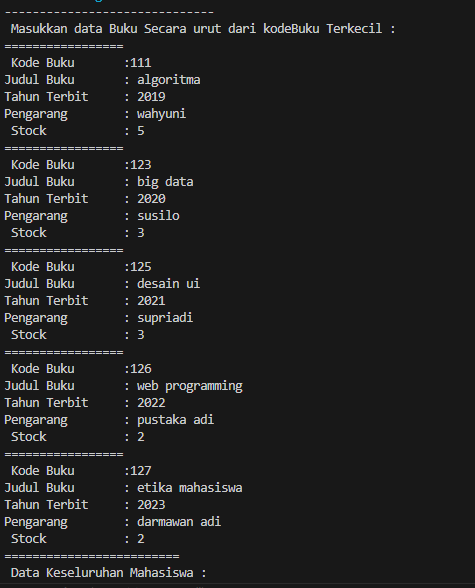 ------------------------------
Masukkan data Buku Secara urut dari kodeBuku Terkecil :
=================
Kode Buku :111
Judul Buku : algoritma
Tahun Terbit : 2019
Pengarang : wahyuni
Stock : 5
=================
Kode Buku :123
Judul Buku : big data
Tahun Terbit : 2020
Pengarang : susilo
Stock : 3
=================
Kode Buku :125
Judul Buku : desain ui
Tahun Terbit : 2021
Pengarang : supriadi
Stock : 3
=================
Kode Buku :126
Judul Buku : web programming
Tahun Terbit : 2022
Pengarang : pustaka adi
Stock : 2
=================
Kode Buku :127
Judul Buku : etika mahasiswa
Tahun Terbit : 2023
Pengarang : darmawan adi
Stock : 2
=========================
Data Keseluruhan Mahasiswa :